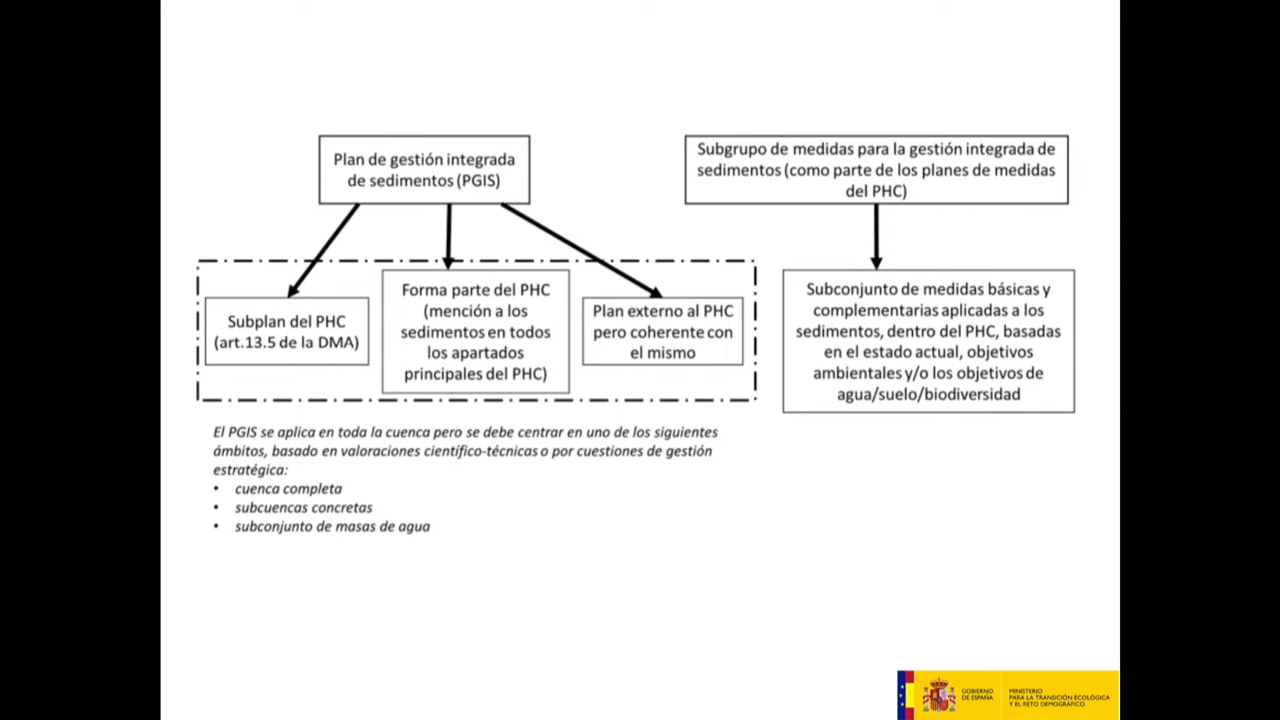 Plan de gestión integrada
de sedimentos (PGIS)
Subgrupo de medidas para la gestión integrada de
sedimentos (como parte de los planes de medidas
del PHC)
Subplan del PHC
(art.13.5 de la DMA)
Forma parte del PHC
(mención a los
sedimentos en todos
los apartados
principales del PHC)
Plan externo al PHC
pero coherente con
el mismo
Subconjunto de medidas básicas y
complementarias aplicadas a los
sedimentos, dentro del PHC, basadas
en el estado actual, objetivos
ambientales y/o los objetivos de
agua/suelo/biodiversidad
El PGIS se aplica en toda la cuenca pero se debe centrar en uno de los siguientes
ámbitos, basado en valoraciones científico-técnicas o por cuestiones de gestión
estratégica:
• cuenca completa
• subcuencas concretas
• subconjunto de masas de agua
GOBIERNO
DE ESPAÑA
MINISTERIO
PARA LA TRANSICIÓN ECOLÓGICA
Y EL RETO DEMOGRÁFICO